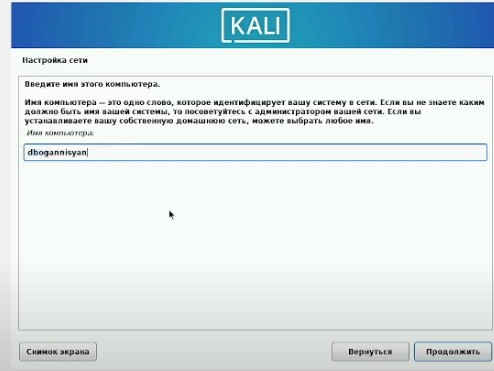 KALI
Настройка сети
Введите имя этого компьютера.
Имя компьютера — это одно слово, которое идентифицирует вашу систему в сети. Если вы не знаете каким
должно быть имя вашей системы, то посоветуйтесь с администратором вашей сети. Если вы
устанавливаете вашу собственную домашнюю сеть, можете выбрать любое имя.
Имя компьютера:
dbogannisyan
Снимок экрана
Вернуться
Продолжить